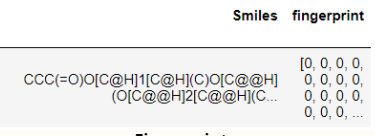 Smiles fingerprint
CCC(=O)O[C@H]1[C@H](C)O[C@@H]
(O[C@@H]2[C@@H](C...
[0, 0, 0, 0,
0, 0, 0, 0,
0, 0, 0, 0,
0, 0, 0, ...